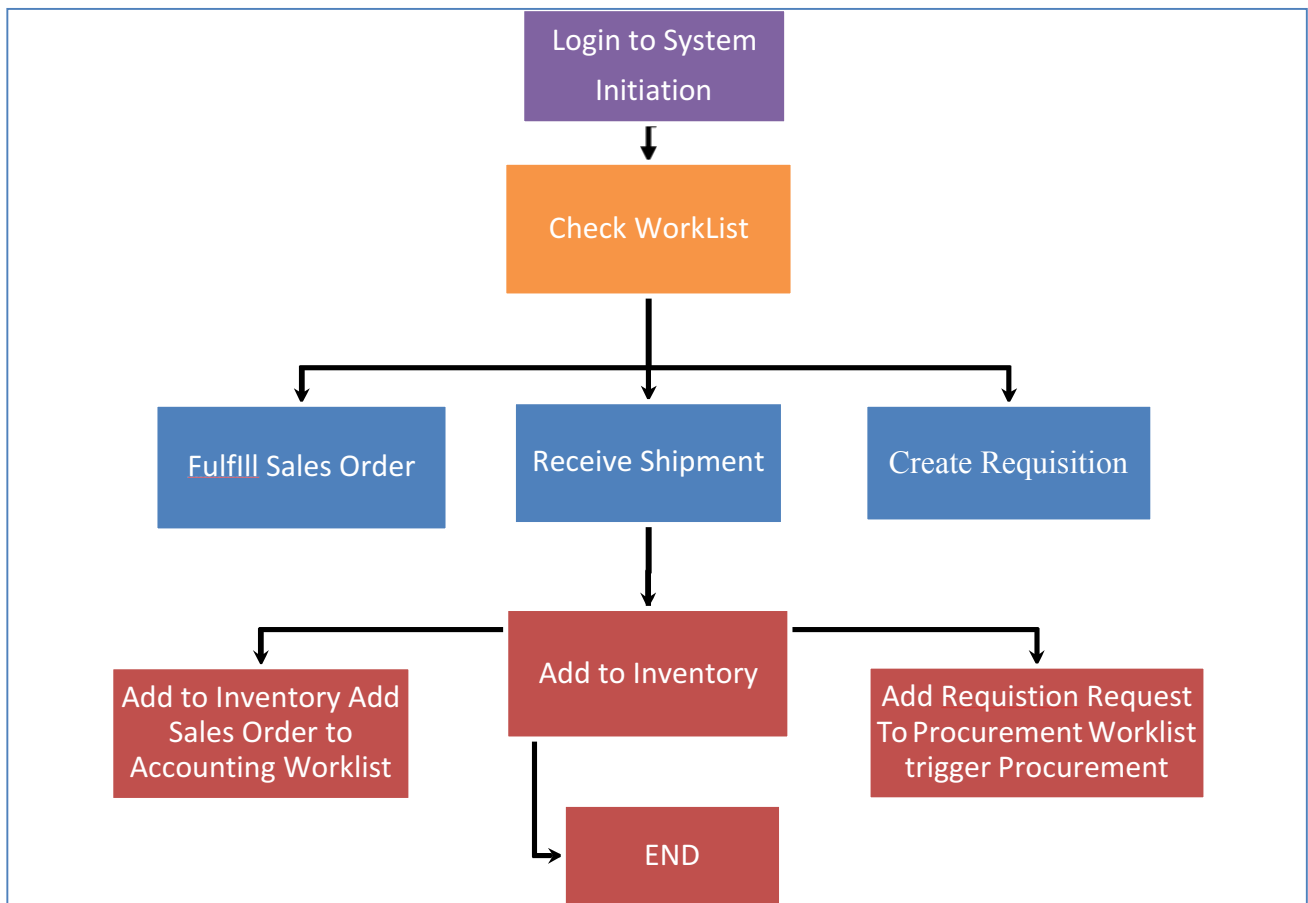 Login to System
Initiation
Check WorkList
FulfIll Sales Order
Receive Shipment
Create Requisition
Add to Inventory
Add to Inventory Add
Sales Order to
Accounting Worklist
Add Requistion Request
To Procurement Worklist
trigger Procurement
END